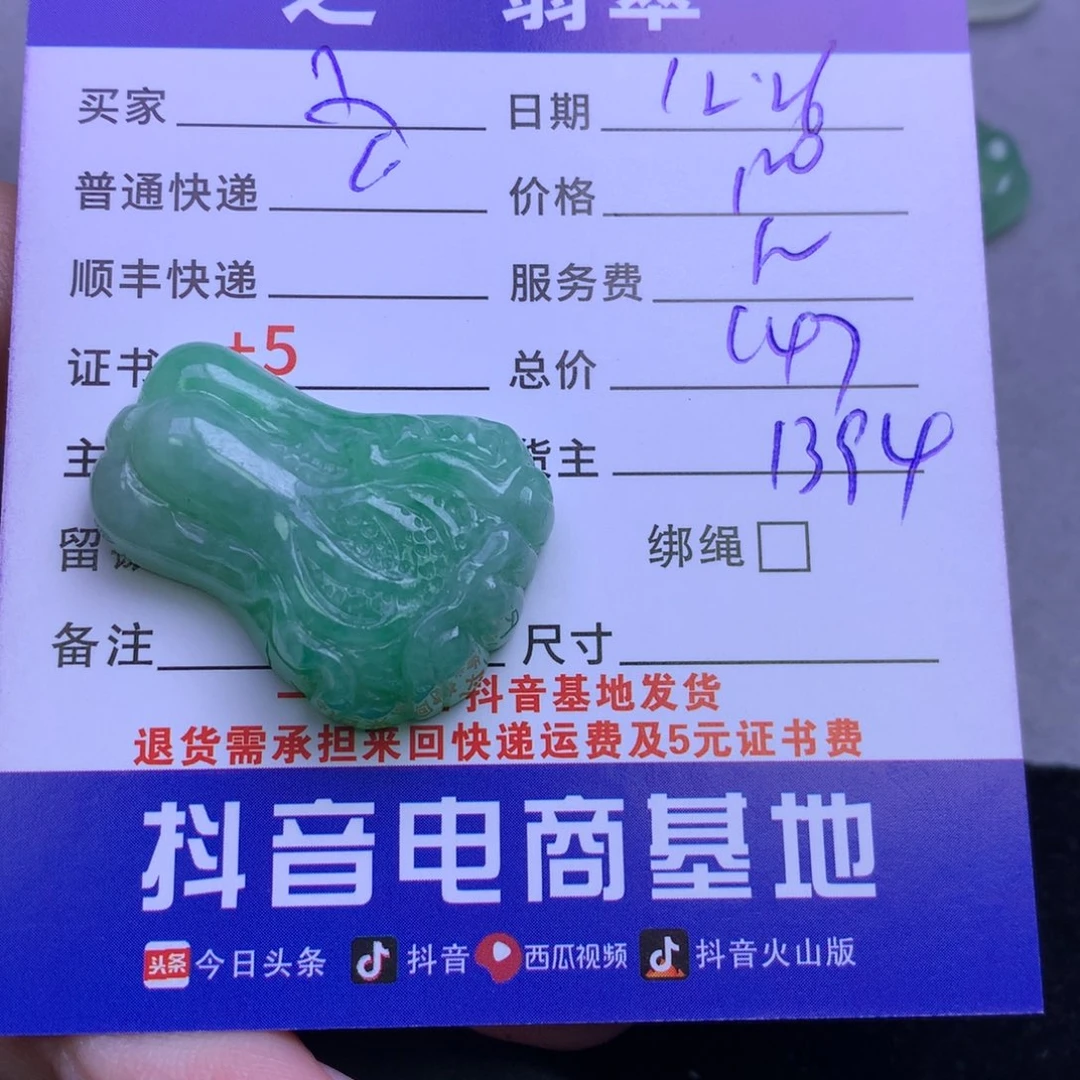 之 翡翠
买家 日期 12.26
普通快递 价格
顺丰快递 服务费
证书 +5 总价
主 货主 1394
留 绑绳
备注 尺寸
抖音基地发货
退货需承担来回快递运费及5元证书费
抖音电商基地
头条 今日头条 抖音 西瓜视频 抖音火山版